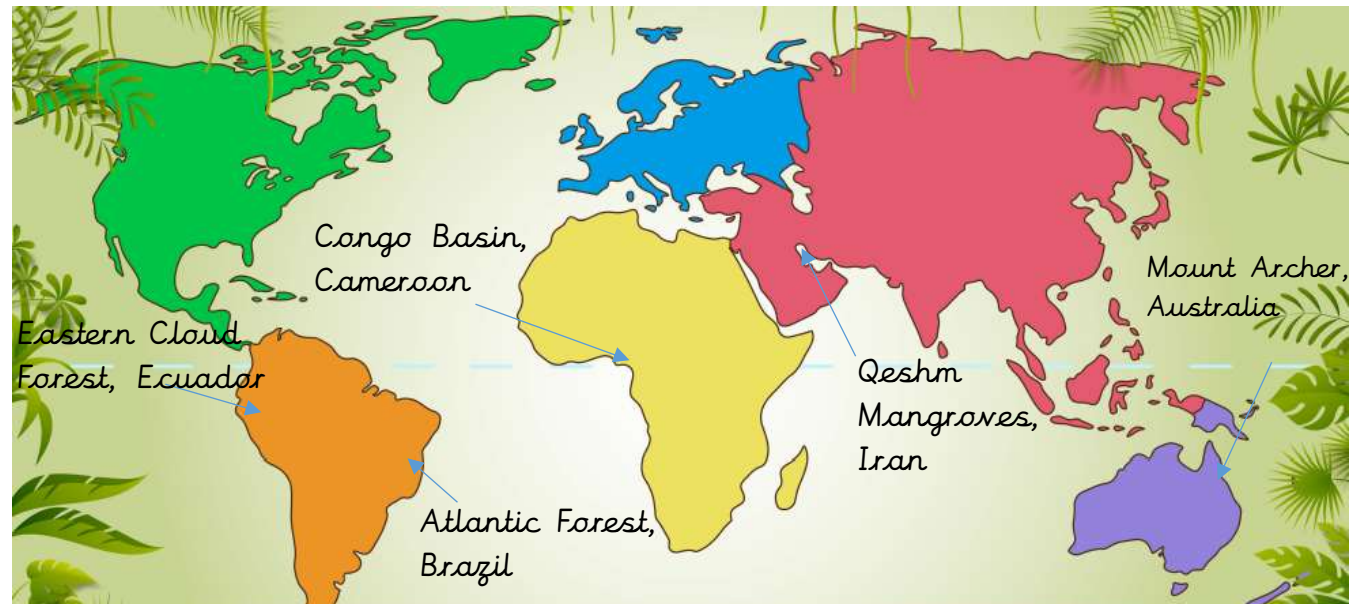 Congo Basin,
Cameroon
Mount Archer,
Australia
Eastern Cloud
Forest, Ecuador
Qeshm
Mangroves,
Iran
Atlantic Forest,
Brazil